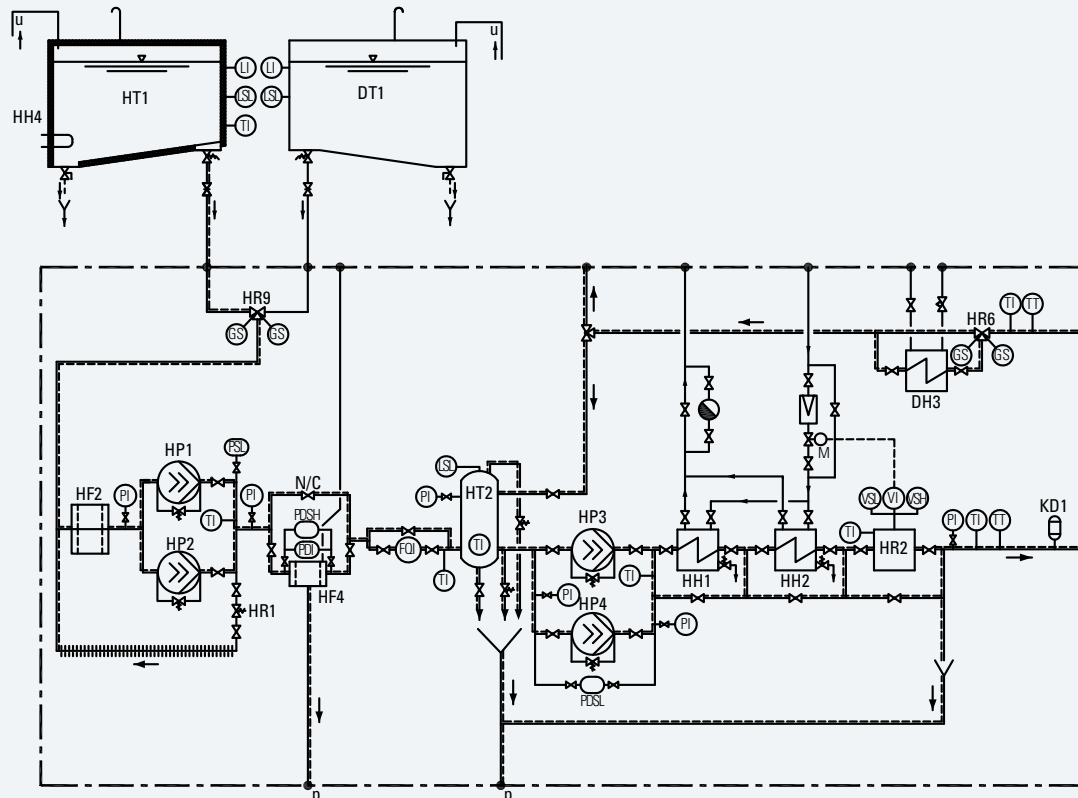 u
u
LI
LI
HT1
DT1
LSL
LSL
HH4
TI
HR9
GS
GS
TI
TT
HR6
GS
GS
DH3
M
HP1
PSL
N/C
LSL
HT2
VSL
VI
VSH
HF2
PI
PI
PDSH
PI
HP3
KD1
TI
TI
PI
TI
TT
HP2
PDI
FQI
TI
HR2
TI
TI
HH1
HH2
HF4
PI
HP4
HR1
PI
PDSL
p
p